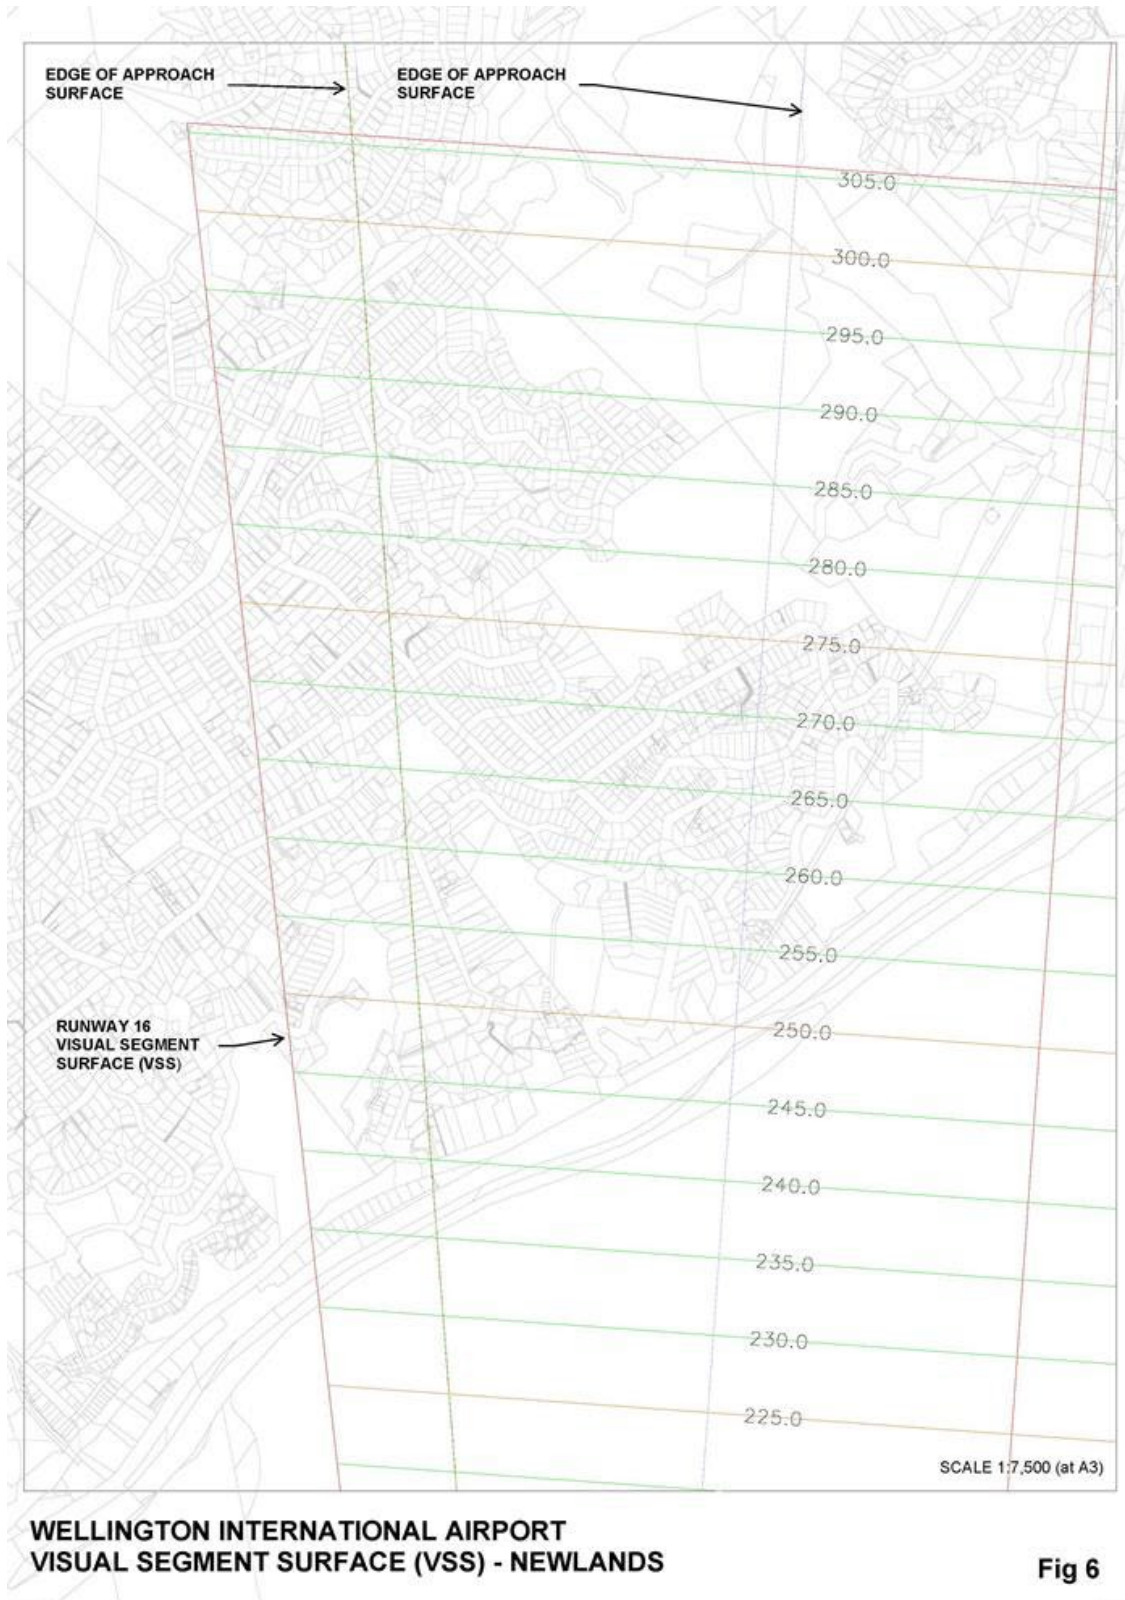 EDGE OF APPROACH
SURFACE
EDGE OF APPROACH
SURFACE
305.0
300.0
295.0
290.0
285.0
280.0
275.0
270.0
265.0
260.0
255.0
250.0
RUNWAY 16
VISUAL SEGMENT
SURFACE (VSS)
245.0
240.0
235.0
230.0
225.0
SCALE 1:7,500 (at A3)
WELLINGTON INTERNATIONAL AIRPORT
VISUAL SEGMENT SURFACE (VSS) - NEWLANDS
Fig 6